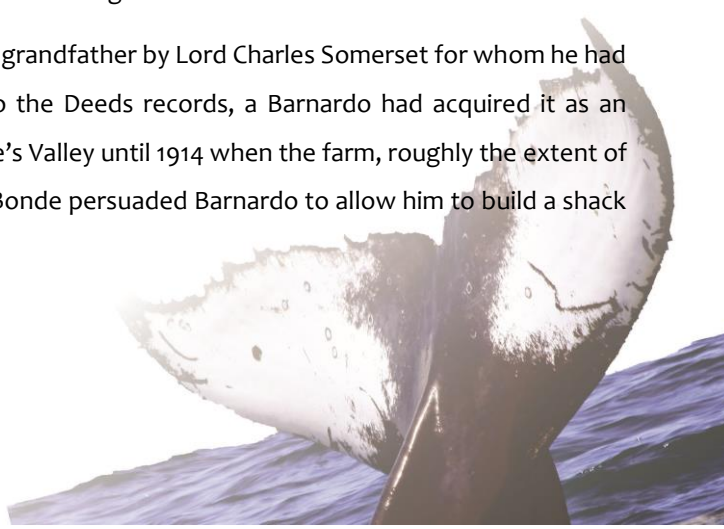 grandfather by Lord Charles Somerset for whom he had
the Deeds records, a Barnardo had acquired it as an
Valley until 1914 when the farm, roughly the extent of
Bonde persuaded Barnardo to allow him to build a shack